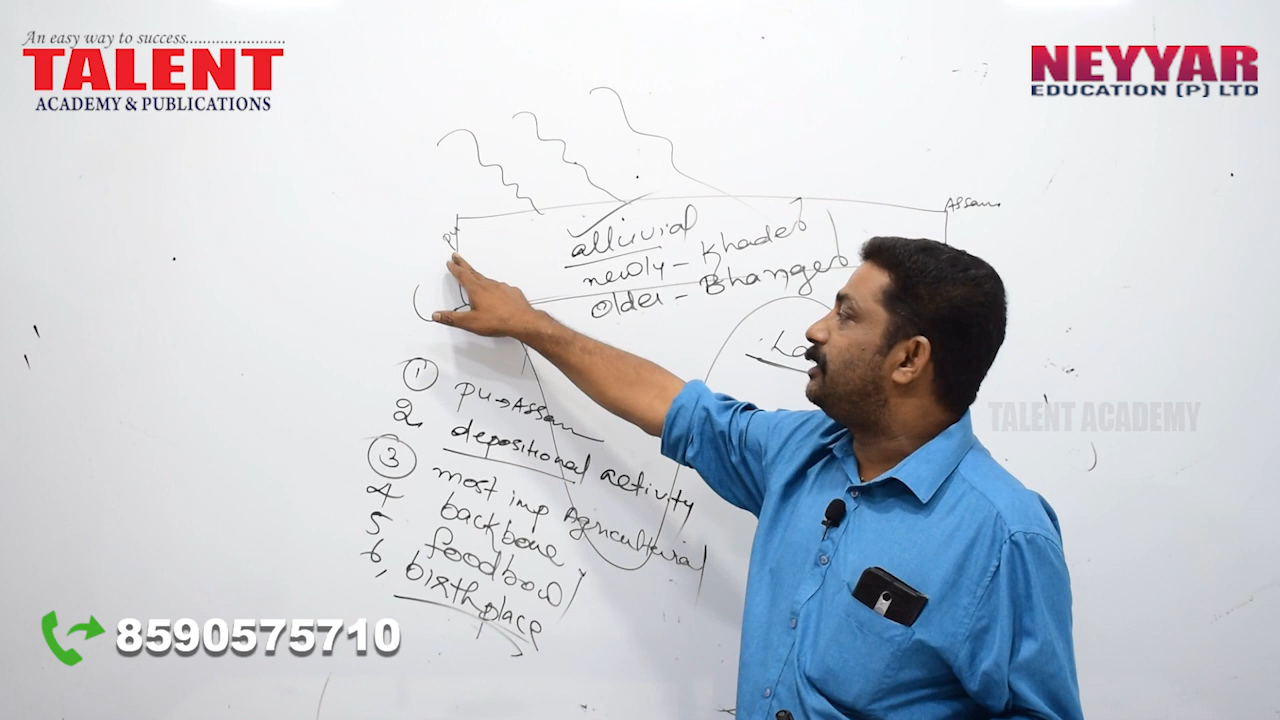 An easy way to success.......................
TALENT
ACADEMY & PUBLICATIONS
NEYYAR
EDUCATION (P) LTD
Assam
PU
alluvial
newly - Khader
older - Bhanger
① PU→Assam
2. depositional activity
③ most imp Agricultural
4 backbone
5 foodbowl
6, birthplace
TALENT ACADEMY
8590575710